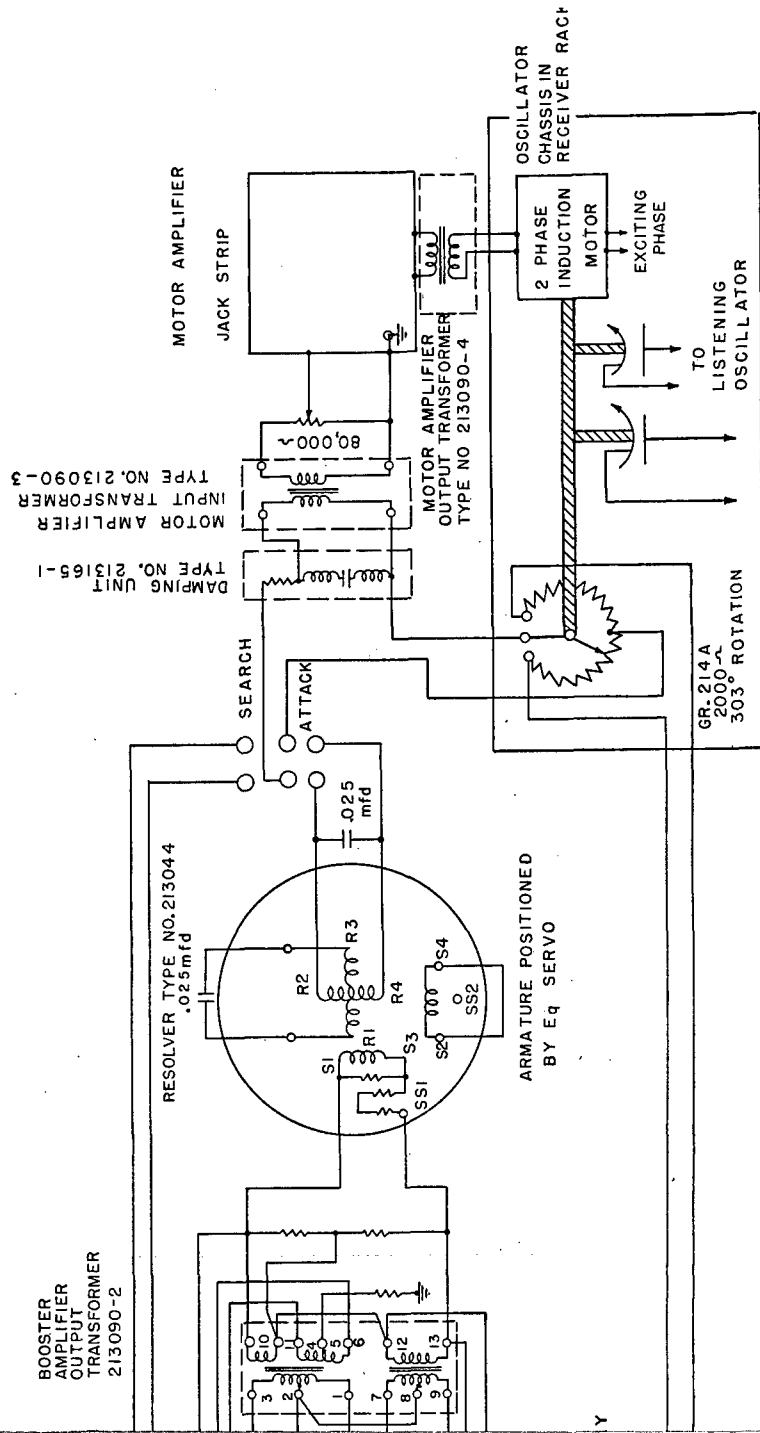 BOOSTER
AMPLIFIER
OUTPUT
TRANSFORMER
213090-2
3
2
1
7
8
9
10
4
5
6
12
13
RESOLVER TYPE NO. 213044
.025mfd
R2
R3
R1
R4
S1
S3
SS1
S2
S4
SS2
ARMATURE POSITIONED
BY Eq SERVO
.025
mfd
SEARCH
ATTACK
DAMPING UNIT
TYPE NO. 213165-1
MOTOR AMPLIFIER
INPUT TRANSFORMER
TYPE NO. 213090-3
80,000~
MOTOR AMPLIFIER
JACK STRIP
MOTOR AMPLIFIER
OUTPUT TRANSFORMER
TYPE NO 213090-4
OSCILLATOR
CHASSIS IN
RECEIVER RACK
2 PHASE
INDUCTION
MOTOR
EXCITING
PHASE
TO
LISTENING
OSCILLATOR
GR. 214A
2000~
303° ROTATION
Y